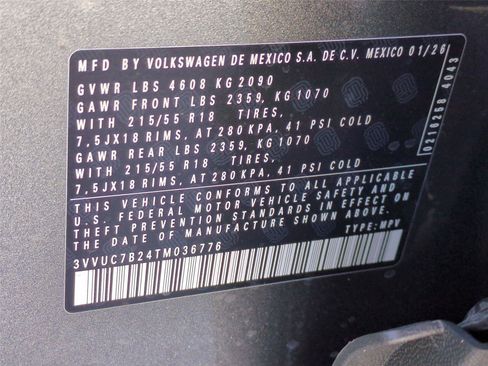 MFD BY VOLKSWAGEN DE MEXICO S.A. DE C.V. MEXICO 01/26
GVWR LBS 4608 KG 2090
GAWR FRONT LBS 2359, KG 1070
WITH 215/55 R18 TIRES,
7,5JX18 RIMS, AT 280 KPA, 41 PSI COLD
GAWR REAR LBS 2359, KG 1070
WITH 215/55 R18 TIRES,
7,5JX18 RIMS, AT 280 KPA, 41 PSI COLD
THIS VEHICLE CONFORMS TO ALL APPLICABLE
U.S. FEDERAL MOTOR VEHICLE SAFETY AND
THEFT PREVENTION STANDARDS IN EFFECT ON
THE DATE OF MANUFACTURE SHOWN ABOVE.
TYPE: MPV
3VVUC7B24TM036776
0218258 4043